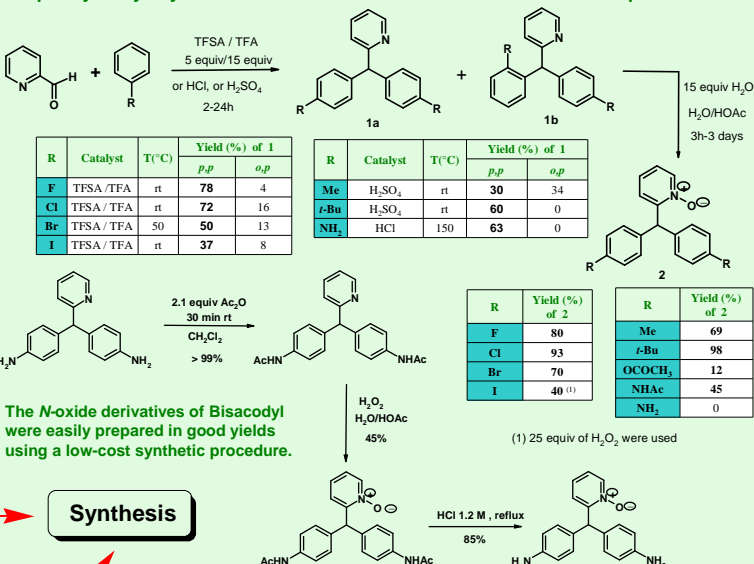 TFSA / TFA
5 equiv/15 equiv
or HCl, or H2SO4
2-24h
N
H
O
+
R
N
R
R
1a
+
N
R
R
1b
15 equiv H2O
H2O/HOAc
3h-3 days
R Catalyst T(°C) Yield (%) of 1
p,p o,p
F TFSA /TFA rt 78 4
Cl TFSA / TFA rt 72 16
Br TFSA / TFA 50 50 13
I TFSA / TFA rt 37 8
R Catalyst T(°C) Yield (%) of 1
p,p o,p
Me H2SO4 rt 30 34
t-Bu H2SO4 rt 60 0
NH2 HCl 150 63 0
N + O −
R
R
2
N
H2N
NH2
2.1 equiv Ac2O
30 min rt
CH2Cl2
> 99%
N
AcHN
NHAc
R Yield (%) of 2
F 80
Cl 93
Br 70
I 40 (1)
R Yield (%) of 2
Me 69
t-Bu 98
OCOCH3 12
NHAc 45
NH2 0
(1) 25 equiv of H2O2 were used
The N-oxide derivatives of Bisacodyl
were easily prepared in good yields
using a low-cost synthetic procedure.
H2O2
H2O/HOAc
45%
Synthesis
N + O −
AcHN
NHAc
HCl 1.2 M , reflux
85%
N + O −
H N
NH2